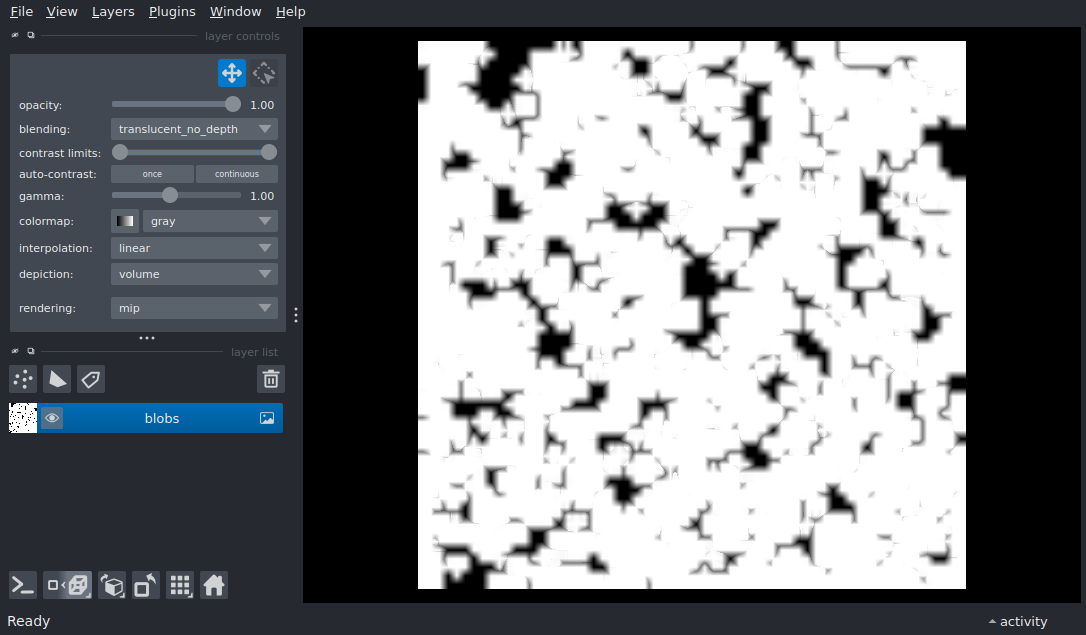 File View Layers Plugins Window Help
layer controls
opacity: 1.00
blending: translucent_no_depth
contrast limits:
auto-contrast: once continuous
gamma: 1.00
colormap: gray
interpolation: linear
depiction: volume
rendering: mip
layer list
blobs
Ready activity